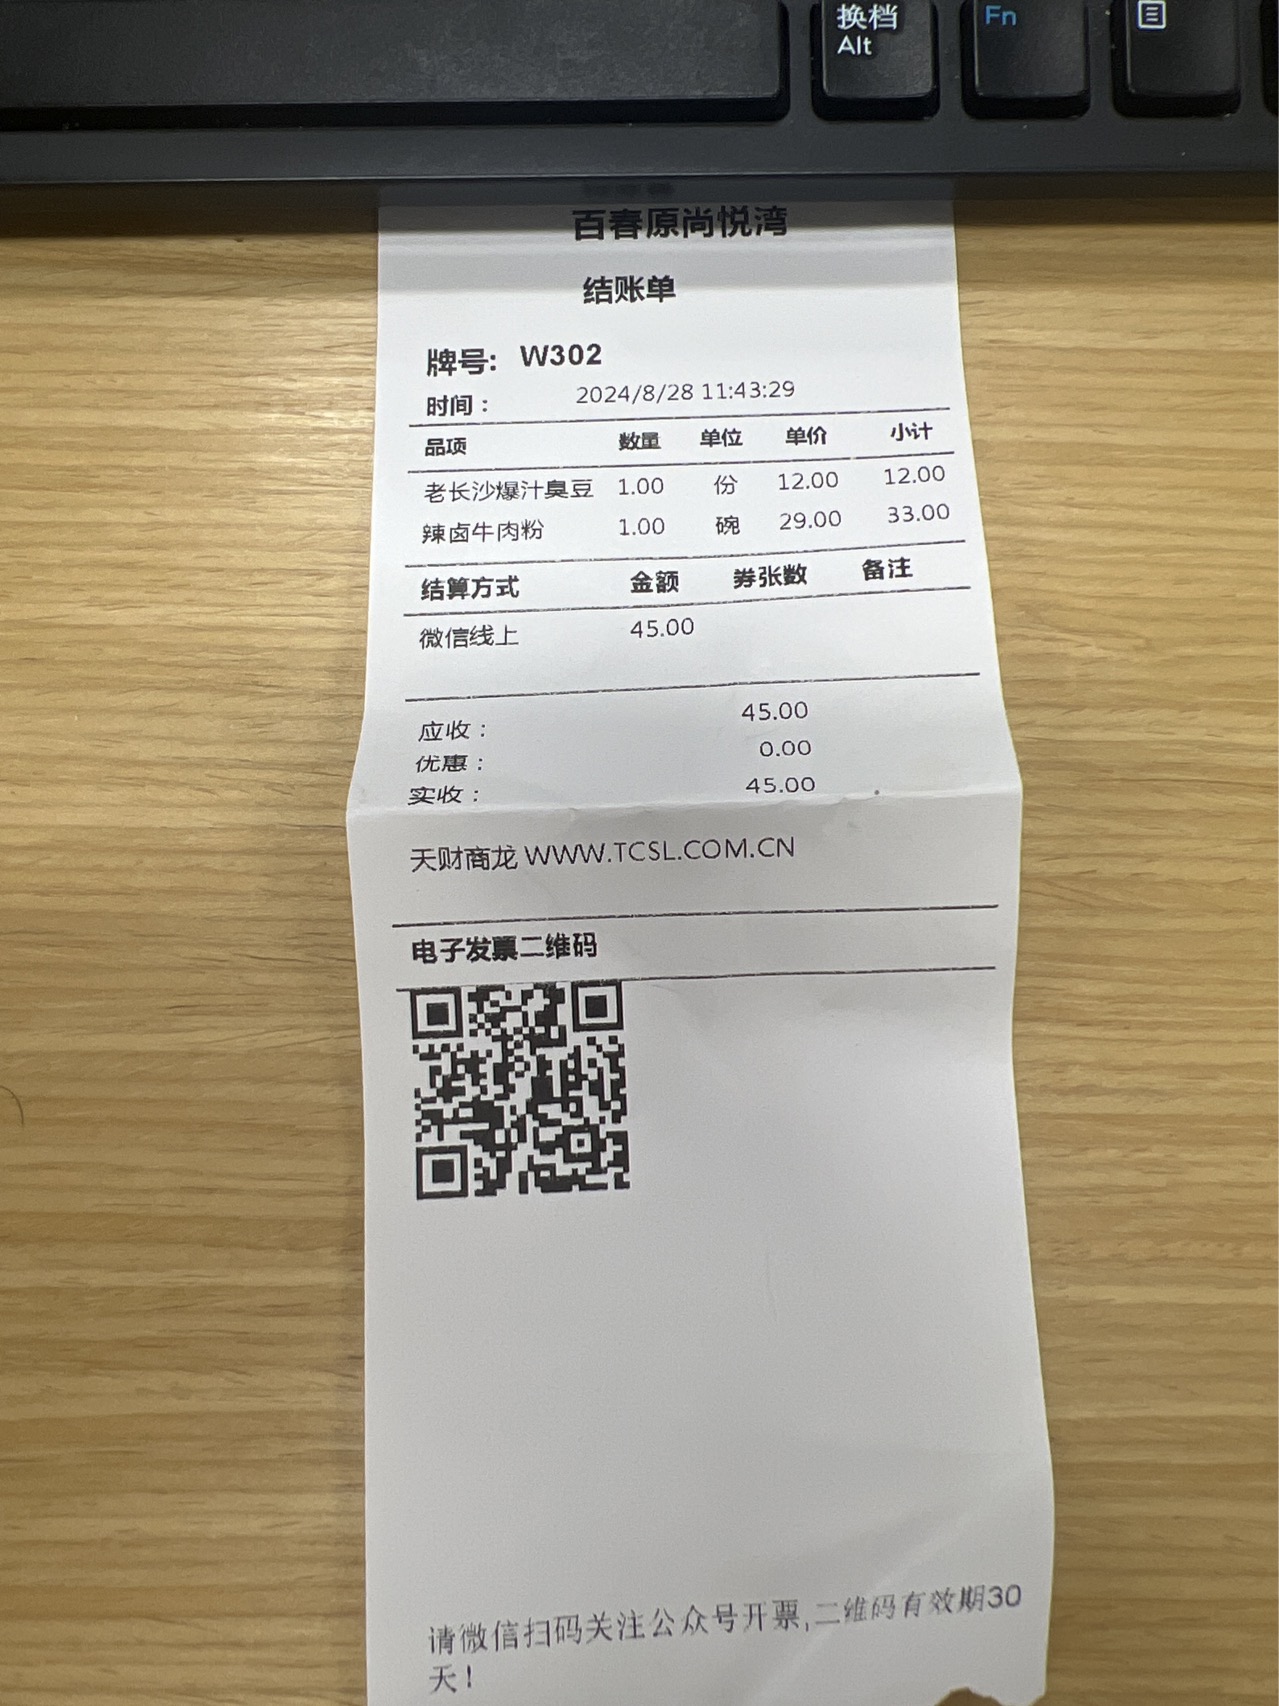 换档
Alt
Fn
百春原尚悦湾
结账单
牌号: W302
时间： 2024/8/28 11:43:29
品项 数量 单位 单价 小计
老长沙爆汁臭豆 1.00 份 12.00 12.00
辣卤牛肉粉 1.00 碗 29.00 33.00
结算方式 金额 券张数 备注
微信线上 45.00
应收： 45.00
优惠： 0.00
实收： 45.00
天财商龙 WWW.TCSL.COM.CN
电子发票二维码
请微信扫码关注公众号开票,二维码有效期30
天！